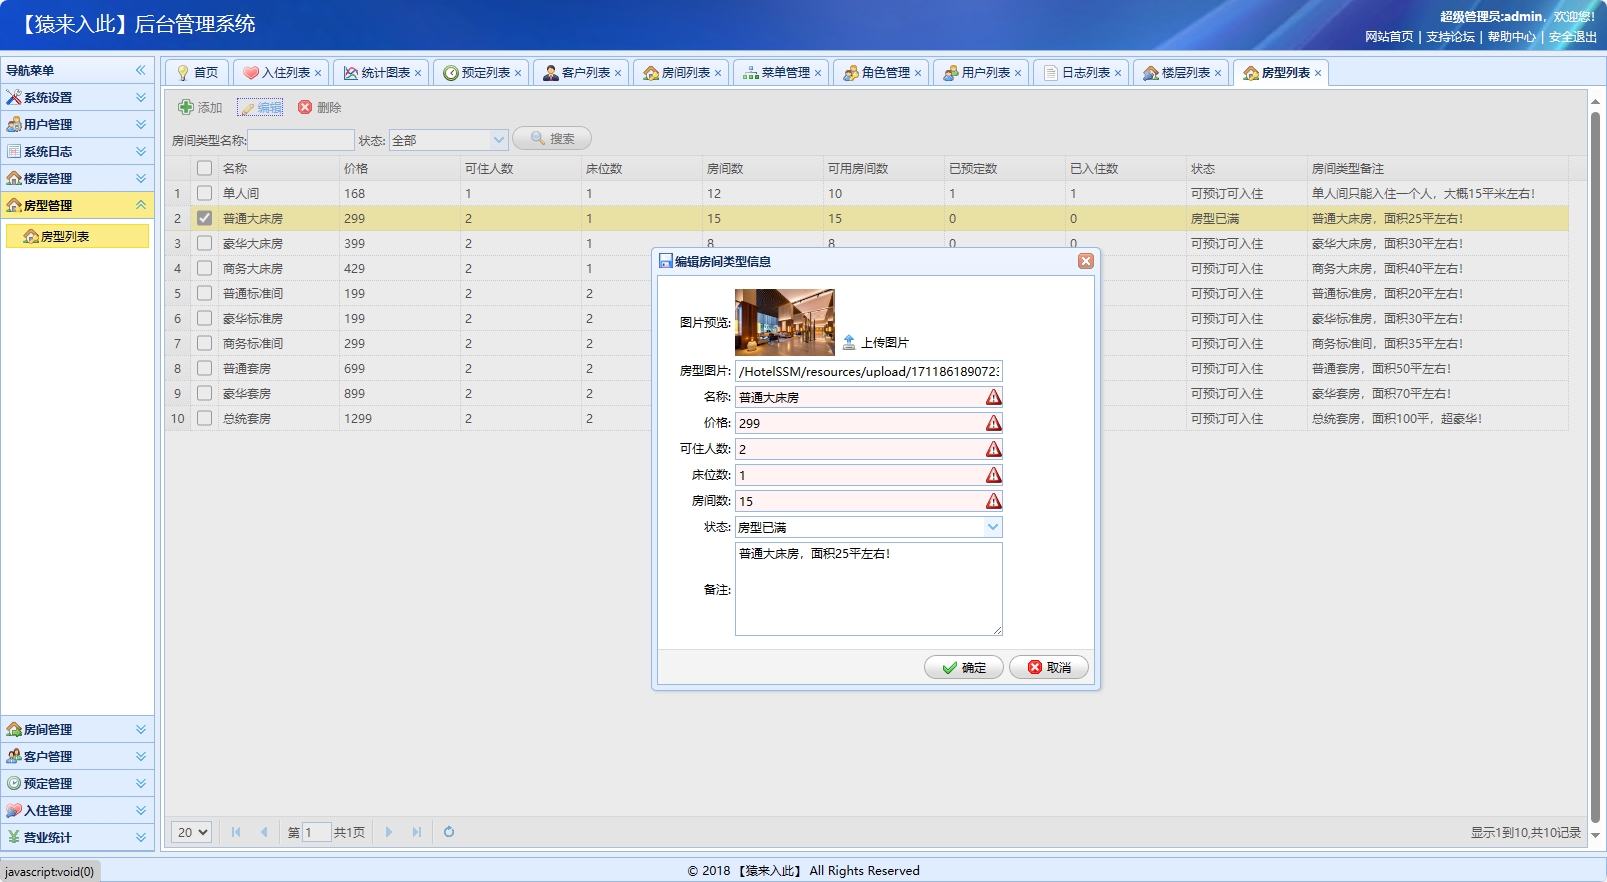 【猿来入此】后台管理系统
超级管理员:admin, 欢迎您!
网站首页 | 支持论坛 | 帮助中心 | 安全退出
导航菜单
系统设置
用户管理
系统日志
楼层管理
房型管理
房型列表
房间管理
客户管理
预定管理
入住管理
营业统计
首页 入住列表 统计图表 预定列表 客户列表 房间列表 菜单管理 角色管理 用户列表 日志列表 楼层列表 房型列表
添加 编辑 删除
房间类型名称: 状态: 全部 搜索
名称 价格 可住人数 床位数 房间数 可用房间数 已预定数 已入住数 状态 房间类型备注
1 单人间 168 1 1 12 10 1 1 可预订可入住 单人间只能入住一个人，大概15平米左右!
2 普通大床房 299 2 1 15 15 0 0 房型已满 普通大床房，面积25平左右!
3 豪华大床房 399 2 1 8 8 0 0 可预订可入住 豪华大床房，面积30平左右!
4 商务大床房 429 2 1 可预订可入住 商务大床房，面积40平左右!
5 普通标准间 199 2 2 可预订可入住 普通标准房，面积20平左右!
6 豪华标准房 199 2 2 可预订可入住 豪华标准房，面积30平左右!
7 商务标准间 299 2 2 可预订可入住 商务标准间，面积35平左右!
8 普通套房 699 2 2 可预订可入住 普通套房，面积50平左右!
9 豪华套房 899 2 2 可预订可入住 豪华套房，面积70平左右!
10 总统套房 1299 2 2 可预订可入住 总统套房，面积100平，超豪华!
编辑房间类型信息
图片预览: 上传图片
房型图片: /HotelSSM/resources/upload/1711861890723
名称: 普通大床房
价格: 299
可住人数: 2
床位数: 1
房间数: 15
状态: 房型已满
备注: 普通大床房，面积25平左右!
确定 取消
20 第 1 共1页
显示1到10,共10记录
© 2018 【猿来入此】 All Rights Reserved
javascript:void(0)